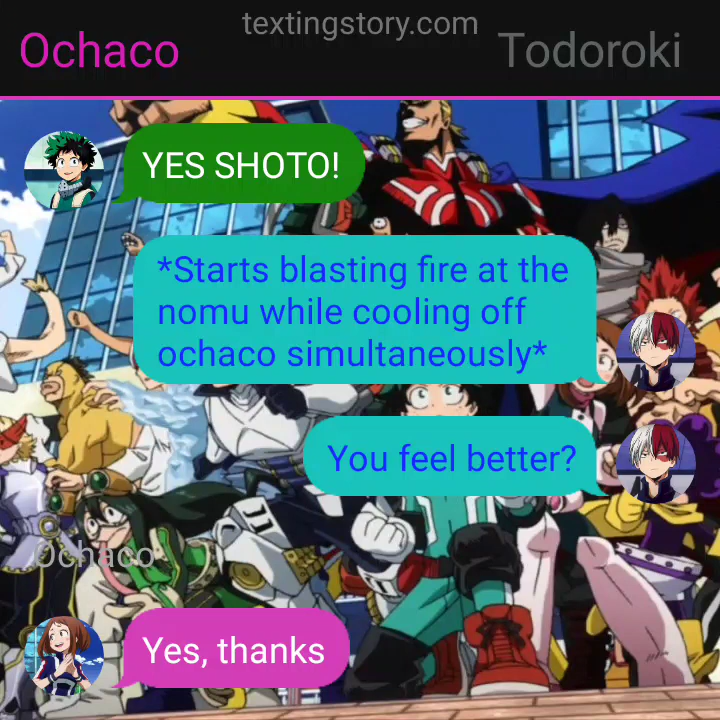 textingstory.com
Ochaco
Todoroki
YES SHOTO!
*Starts blasting fire at the
nomu while cooling off
ochaco simultaneously*
You feel better?
Ochaco
Yes, thanks